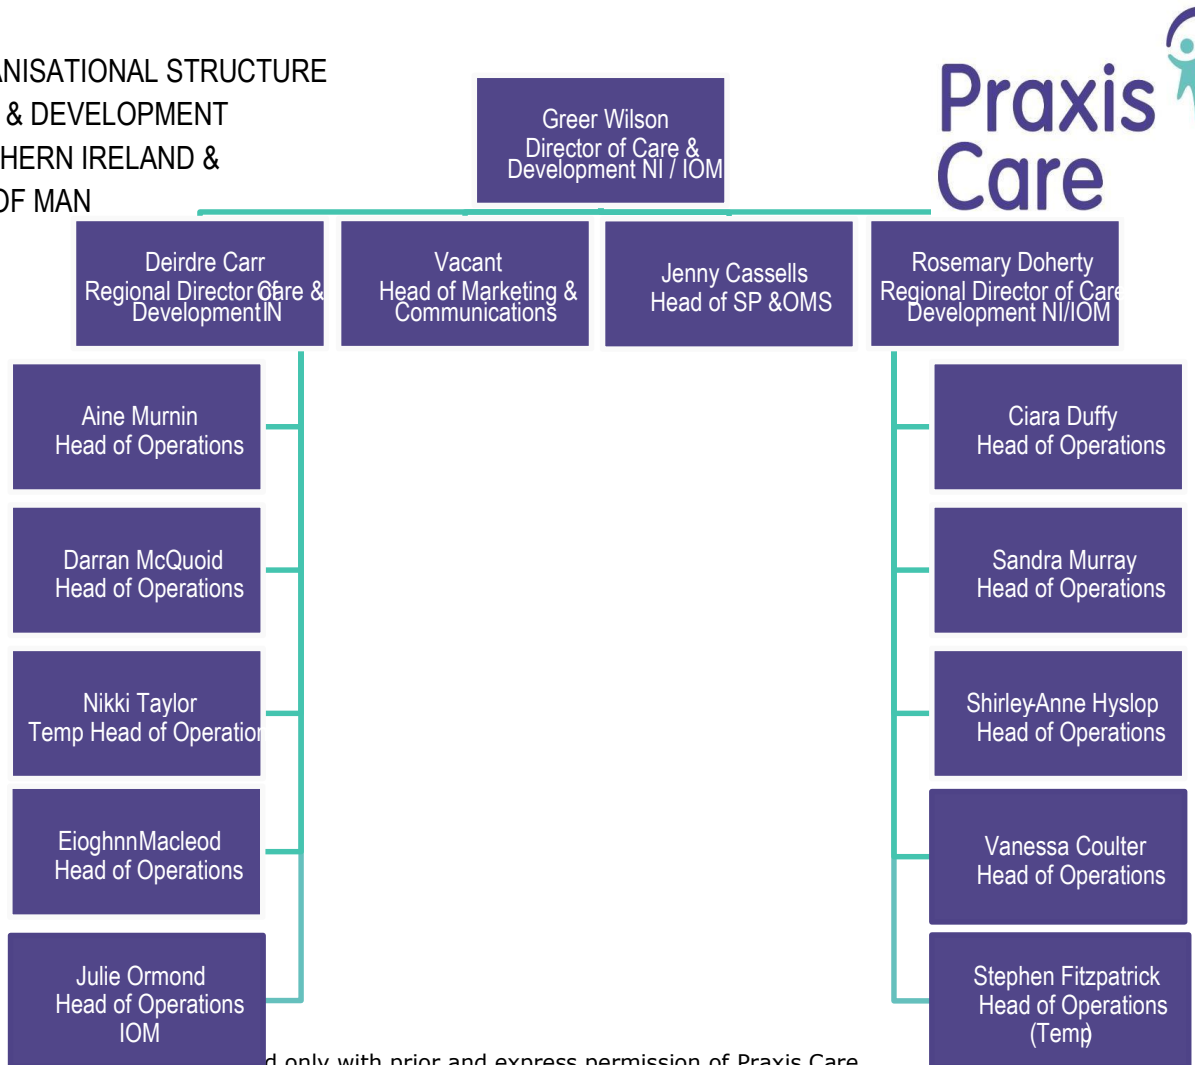 ANISATIONAL STRUCTURE
& DEVELOPMENT
HERN IRELAND &
OF MAN
Praxis
Care
Greer Wilson
Director of Care &
Development NI / IOM
Deirdre Carr
Regional Director Of Care &
Development NI
Vacant
Head of Marketing &
Communications
Jenny Cassells
Head of SP &OMS
Rosemary Doherty
Regional Director of Care
Development NI/IOM
Aine Murnin
Head of Operations
Ciara Duffy
Head of Operations
Darran McQuoid
Head of Operations
Sandra Murray
Head of Operations
Nikki Taylor
Temp Head of Operation
Shirley-Anne Hyslop
Head of Operations
EioghnnMacleod
Head of Operations
Vanessa Coulter
Head of Operations
Julie Ormond
Head of Operations
IOM
Stephen Fitzpatrick
Head of Operations
(Temp)
d only with prior and express permission of Praxis Care